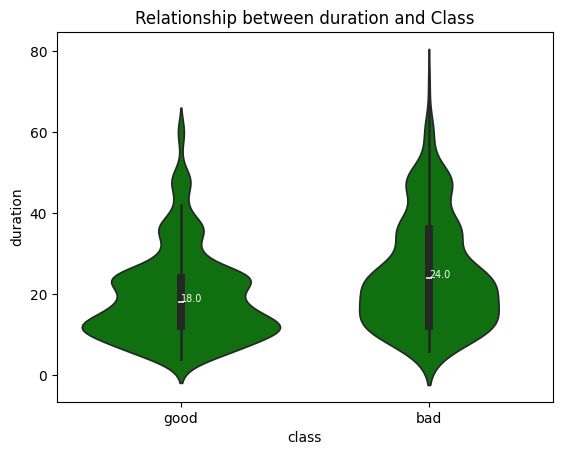 Relationship between duration and Class
80
60
40
20
0
duration
18.0
24.0
good
bad
class